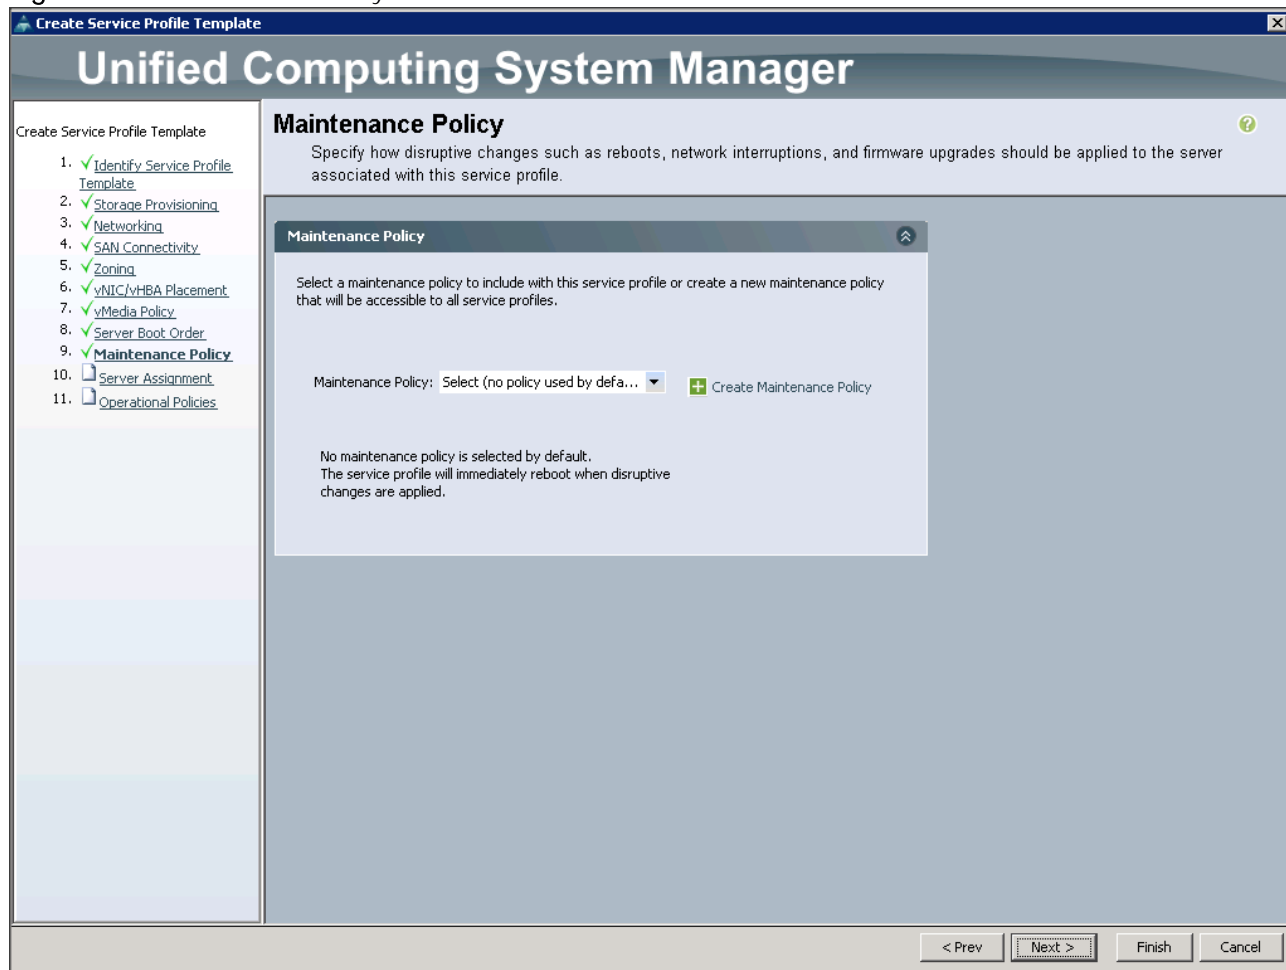 Create Service Profile Template
Unified Computing System Manager
Create Service Profile Template
1. Identify Service Profile
Template
2. Storage Provisioning
3. Networking
4. SAN Connectivity
5. Zoning
6. vNIC/vHBA Placement
7. vMedia Policy
8. Server Boot Order
9. Maintenance Policy
10. Server Assignment
11. Operational Policies
Maintenance Policy
Specify how disruptive changes such as reboots, network interruptions, and firmware upgrades should be applied to the server
associated with this service profile.
Maintenance Policy
Select a maintenance policy to include with this service profile or create a new maintenance policy
that will be accessible to all service profiles.
Maintenance Policy: Select (no policy used by defa... Create Maintenance Policy
No maintenance policy is selected by default.
The service profile will immediately reboot when disruptive
changes are applied.
< Prev Next > Finish Cancel